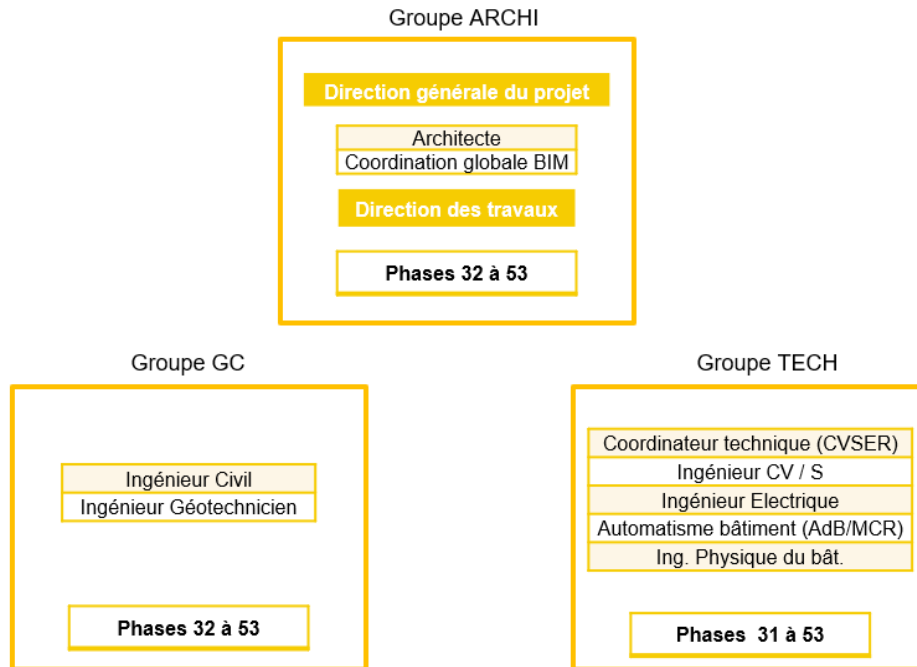 Groupe ARCHI
Direction générale du projet
Architecte
Coordination globale BIM
Direction des travaux
Phases 32 à 53
Groupe GC
Ingénieur Civil
Ingénieur Géotechnicien
Phases 32 à 53
Groupe TECH
Coordinateur technique (CVSER)
Ingénieur CV / S
Ingénieur Electrique
Automatisme bâtiment (AdB/MCR)
Ing. Physique du bât.
Phases 31 à 53